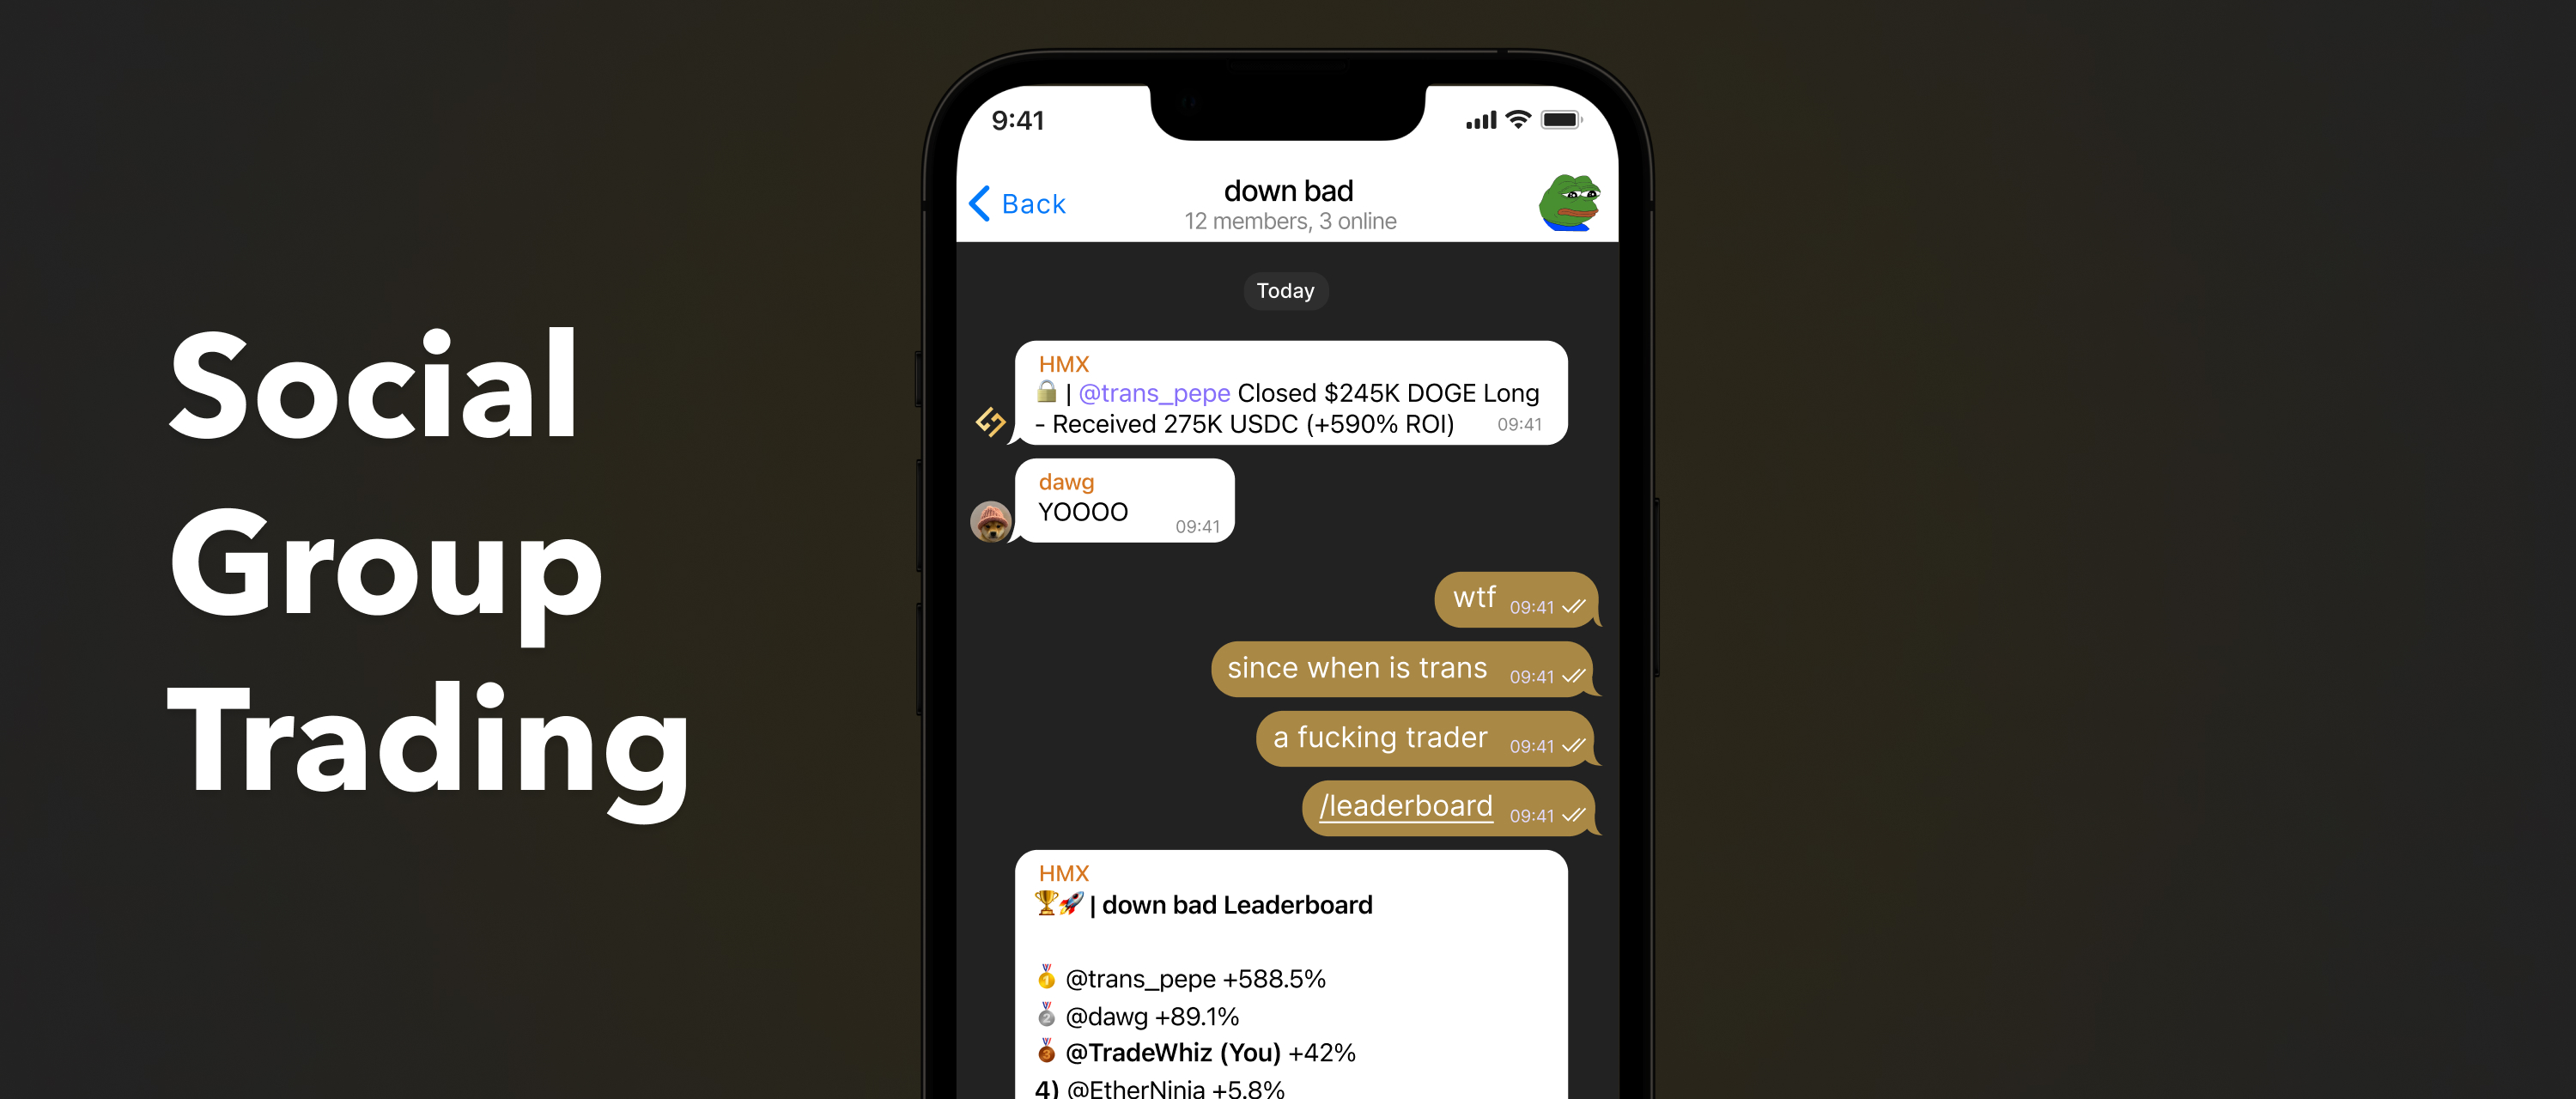 Social
Group
Trading
9:41
Back
down bad
12 members, 3 online
Today
HMX
🔒 | @trans_pepe Closed $245K DOGE Long
- Received 275K USDC (+590% ROI) 09:41
dawg
YOOOO 09:41
wtf 09:41
since when is trans 09:41
a fucking trader 09:41
/leaderboard 09:41
HMX
🏆🚀 | down bad Leaderboard
🥇 @trans_pepe +588.5%
🥈 @dawg +89.1%
🥉 @TradeWhiz (You) +42%
4) @EtherNinja +5.8%